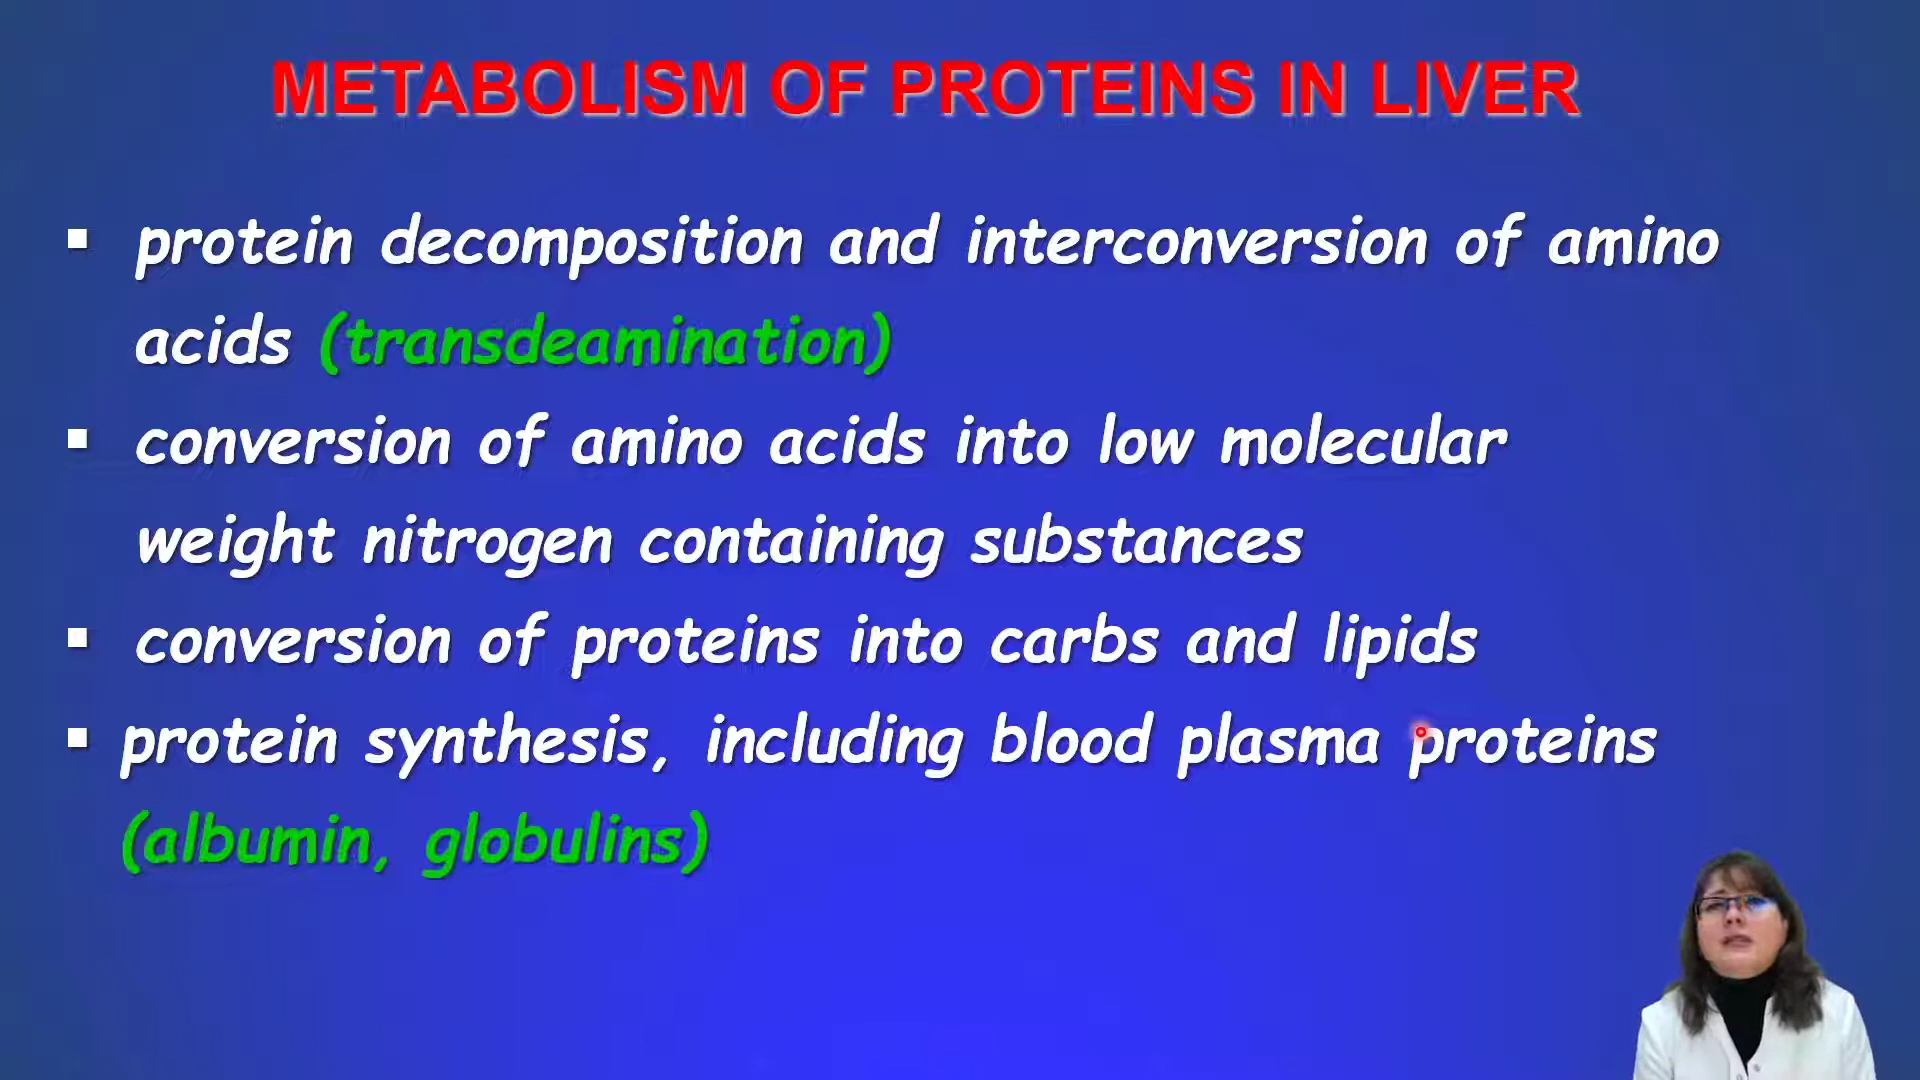 METABOLISM OF PROTEINS IN LIVER
▪ protein decomposition and interconversion of amino
acids (transdeamination)
▪ conversion of amino acids into low molecular
weight nitrogen containing substances
▪ conversion of proteins into carbs and lipids
▪ protein synthesis, including blood plasma proteins
(albumin, globulins)